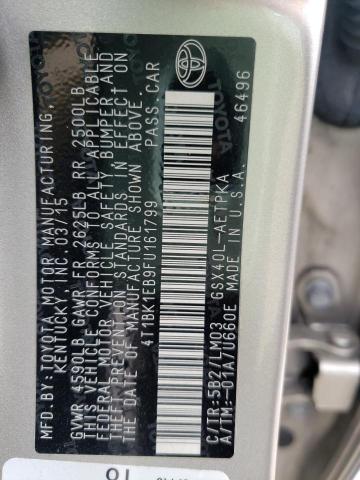 MFD. BY: TOYOTA MOTOR MANUFACTURING,
KENTUCKY, INC. 03/15
GVWR 4590LB GAWR FR 2625LB RR 2500LB
THIS VEHICLE CONFORMS TO ALL APPLICABLE
FEDERAL MOTOR VEHICLE SAFETY, BUMPER AND
THEFT PREVENTION STANDARDS IN EFFECT ON
THE DATE OF MANUFACTURE SHOWN ABOVE.
4T1BK1EB9FU161799 PASS.CAR
C/TR:5B2/LM03 GSX40L-AETPKA
A/TM:-01A/U660E USA 46496
TOYOTA